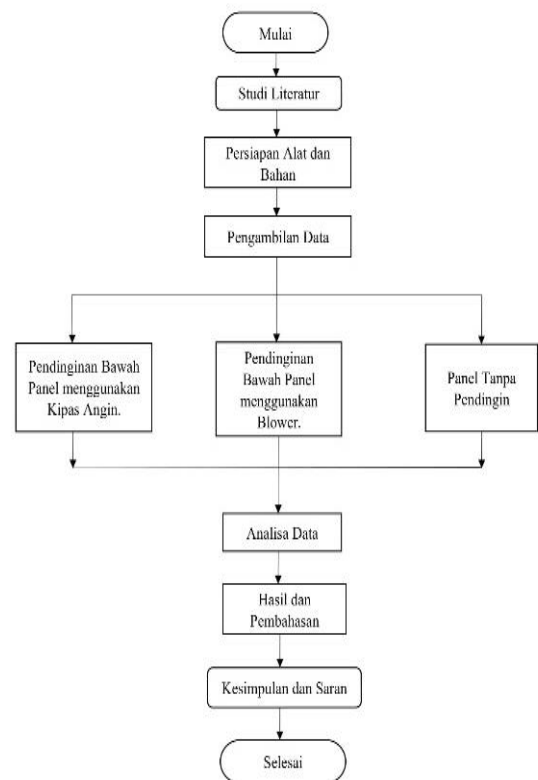 Mulai
Studi Literatur
Persiapan Alat dan
Bahan
Pengambilan Data
Pendinginan Bawah
Panel menggunakan
Kipas Angin.
Pendinginan
Bawah Panel
menggunakan
Blower.
Panel Tanpa
Pendingin
Analisa Data
Hasil dan
Pembahasan
Kesimpulan dan Saran
Selesai